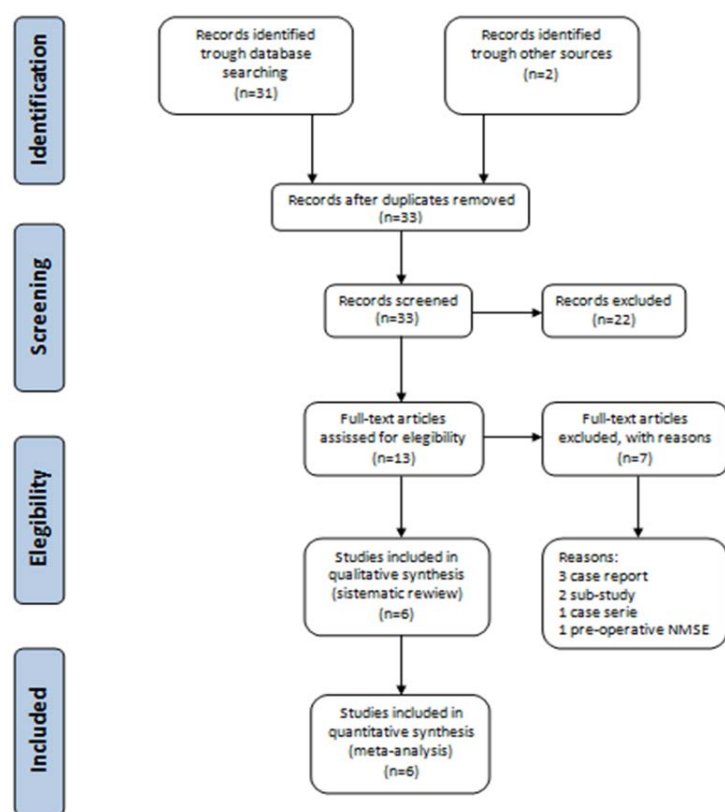 Identification
Records identified
trough database
searching
(n=31)
Records identified
trough other sources
(n=2)
Records after duplicates removed
(n=33)
Screening
Records screened
(n=33)
Records excluded
(n=22)
Elegibility
Full-text articles
assissed for elegibility
(n=13)
Full-text articles
excluded, with reasons
(n=7)
Studies included in
qualitative synthesis
(sistematic rewiew)
(n=6)
Reasons:
3 case report
2 sub-study
1 case serie
1 pre-operative NMSE
Included
Studies included in
quantitative synthesis
(meta-analysis)
(n=6)